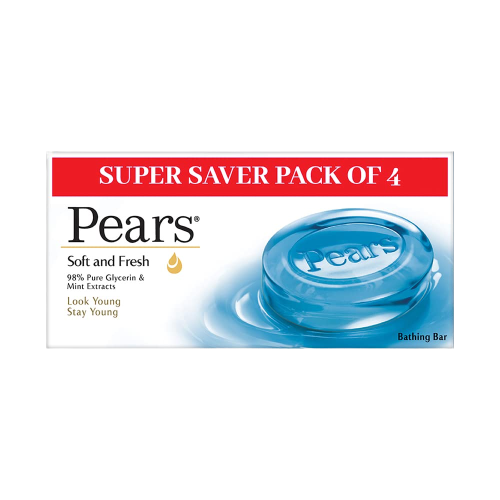 SUPER SAVER PACK OF 4
Pears®
Soft and Fresh
98% Pure Glycerin &
Mint Extracts
Look Young
Stay Young
Pears
Bathing Bar